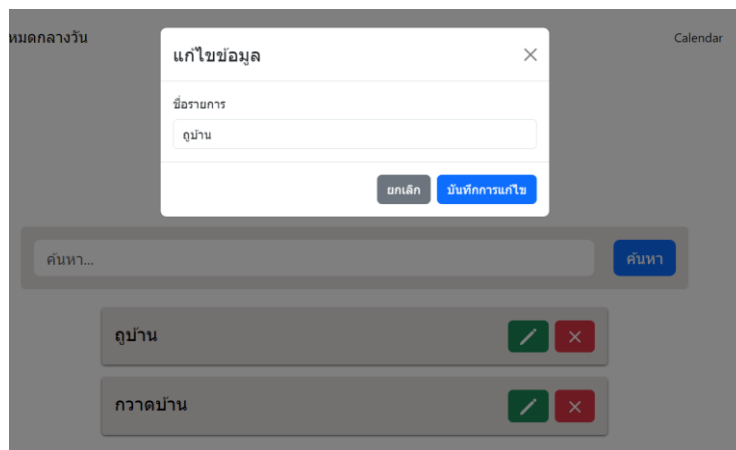 หมดกลางวัน
Calendar
แก้ไขข้อมูล
ชื่อรายการ
ถูบ้าน
ยกเลิก
บันทึกการแก้ไข
ค้นหา...
ค้นหา
ถูบ้าน
กวาดบ้าน